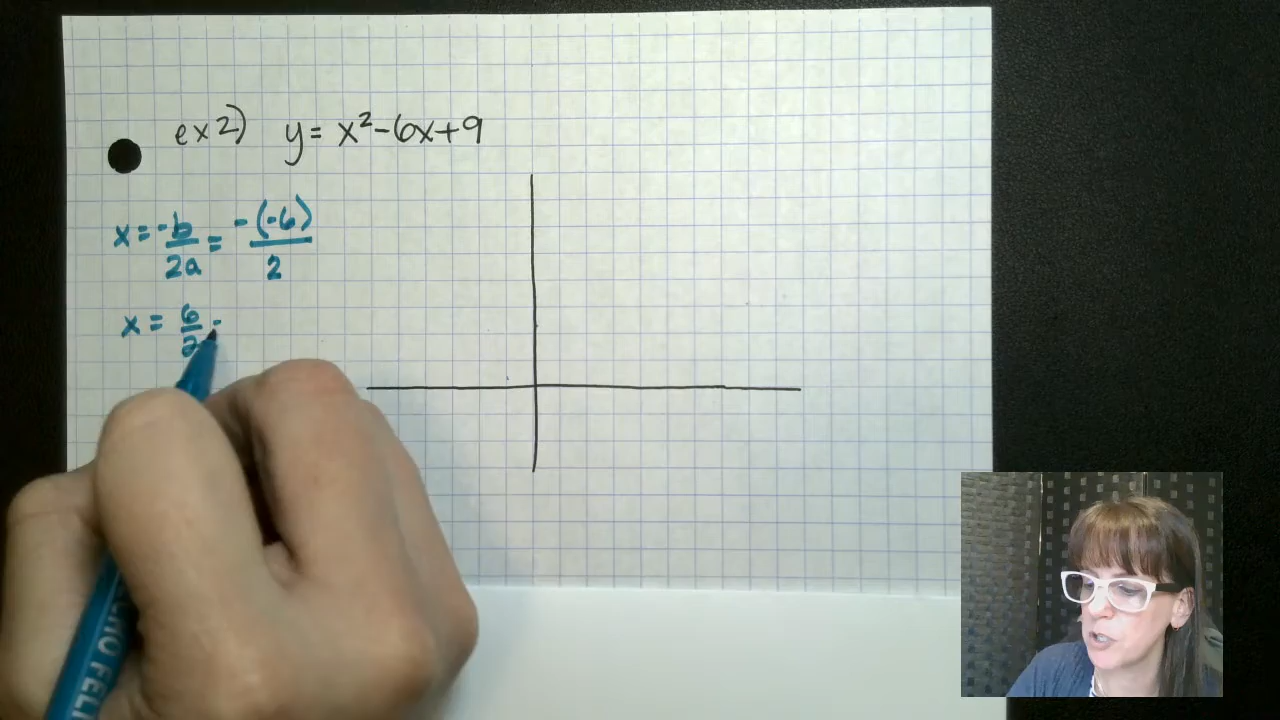 ex2) y = x² - 6x + 9
x = -b/2a = -(-6)/2
x = 6/2 =